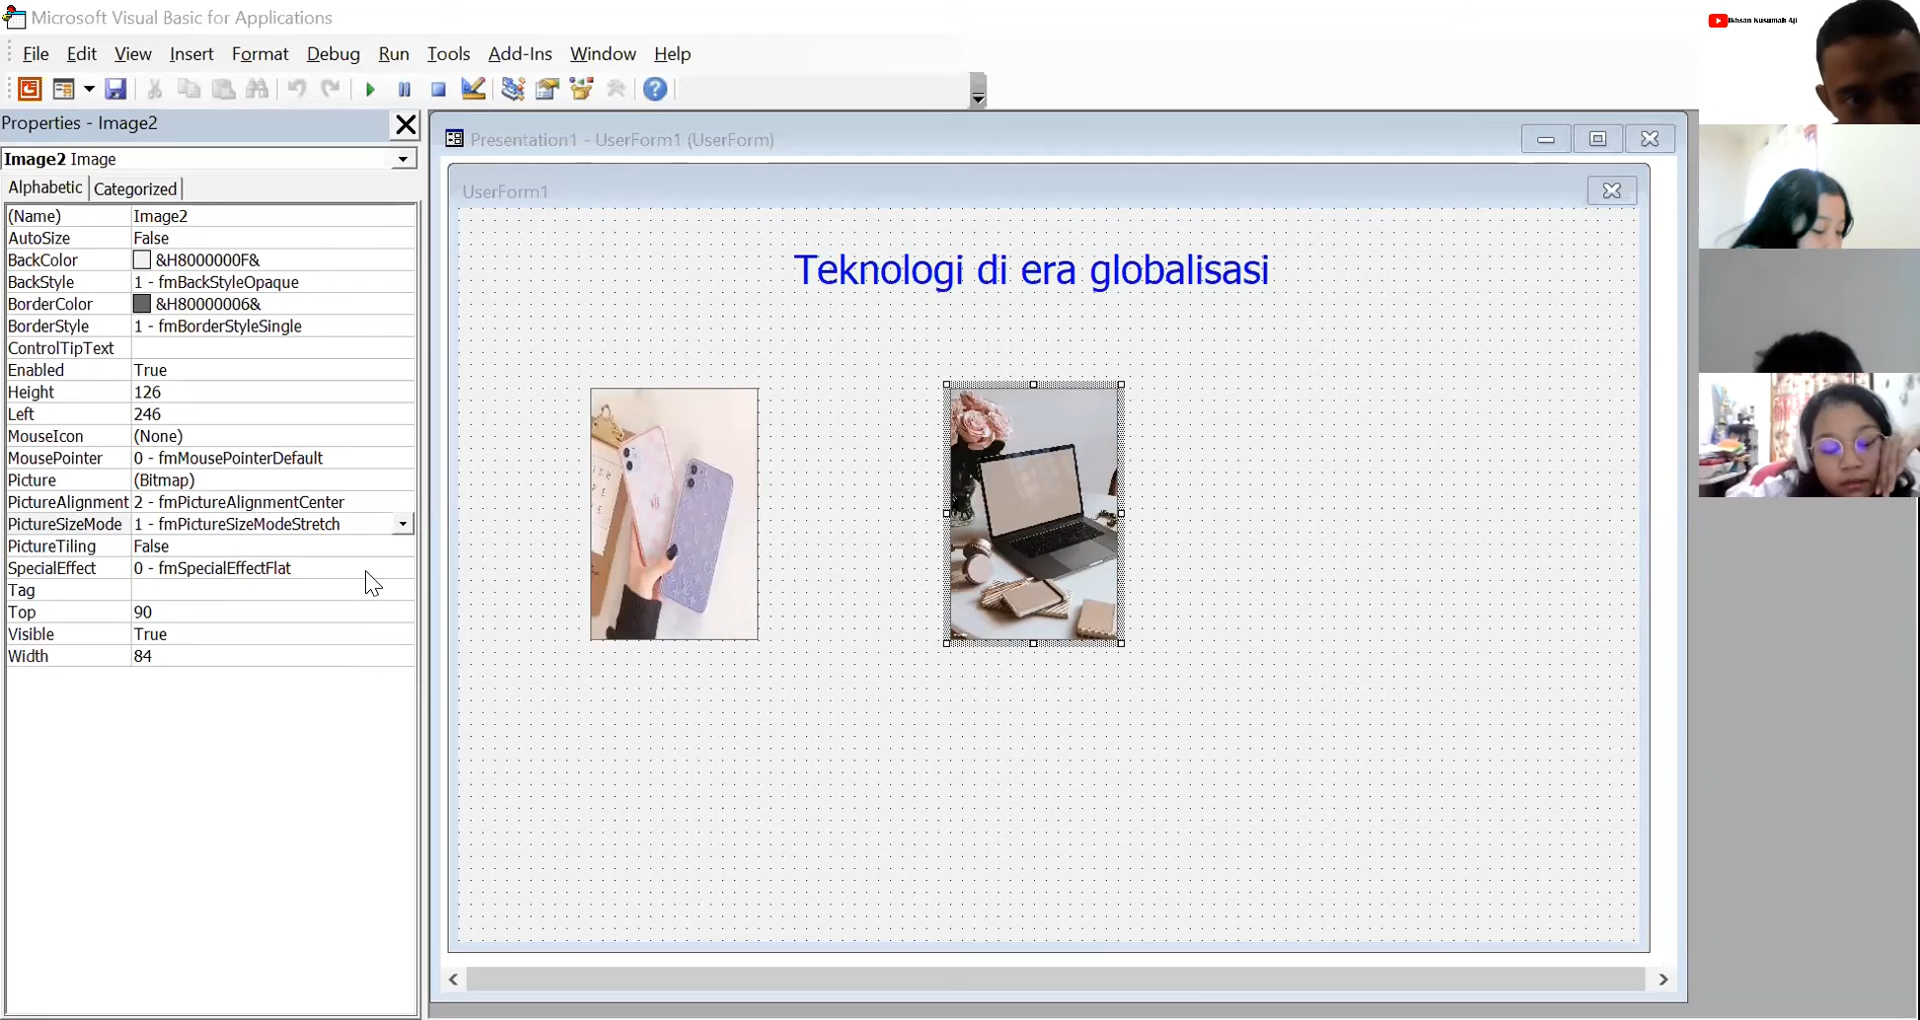 Microsoft Visual Basic for Applications
File Edit View Insert Format Debug Run Tools Add-Ins Window Help
Properties - Image2
Image2 Image
Alphabetic Categorized
(Name) Image2
AutoSize False
BackColor &H8000000F&
BackStyle 1 - fmBackStyleOpaque
BorderColor &H80000006&
BorderStyle 1 - fmBorderStyleSingle
ControlTipText
Enabled True
Height 126
Left 246
MouseIcon (None)
MousePointer 0 - fmMousePointerDefault
Picture (Bitmap)
PictureAlignment 2 - fmPictureAlignmentCenter
PictureSizeMode 1 - fmPictureSizeModeStretch
PictureTiling False
SpecialEffect 0 - fmSpecialEffectFlat
Tag
Top 90
Visible True
Width 84
Presentation1 - UserForm1 (UserForm)
UserForm1
Teknologi di era globalisasi
Ikhsan Kusumah Aji